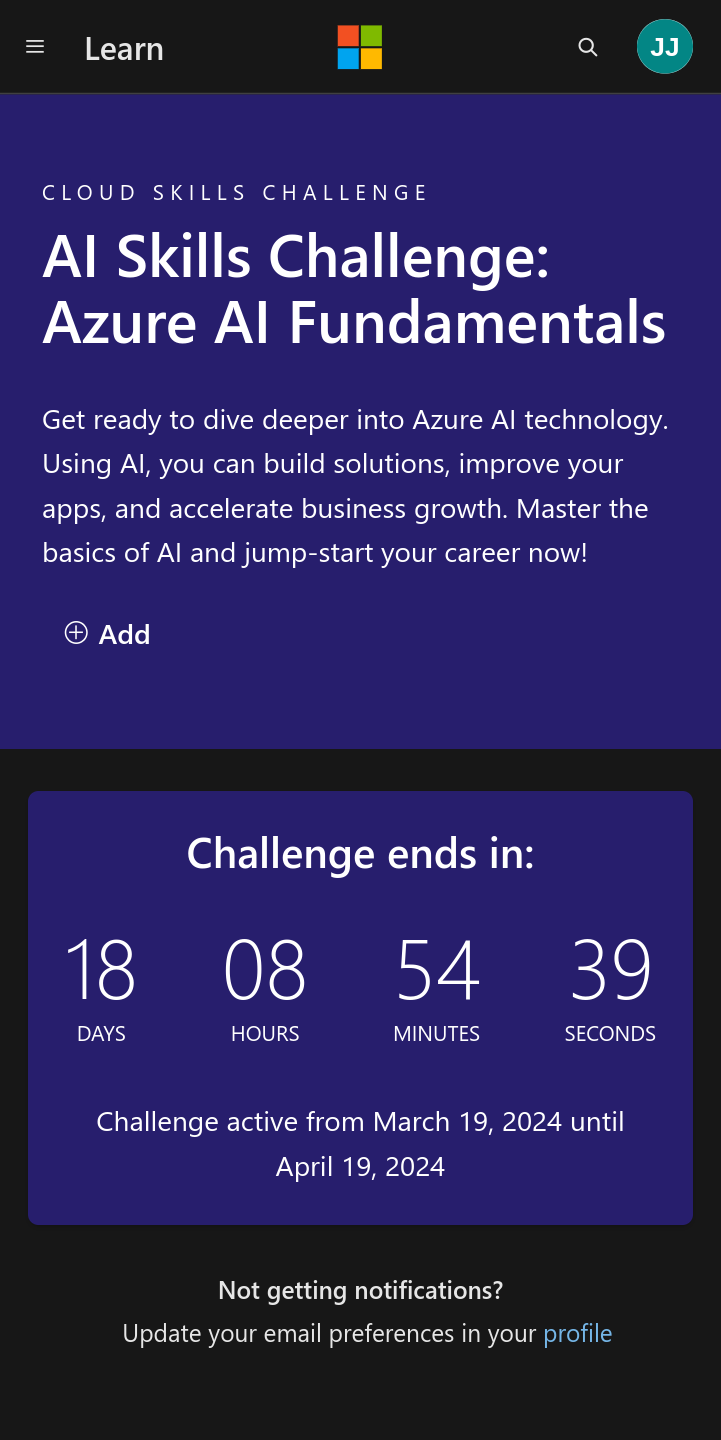 Learn
JJ
CLOUD SKILLS CHALLENGE
AI Skills Challenge:
Azure AI Fundamentals
Get ready to dive deeper into Azure AI technology.
Using AI, you can build solutions, improve your
apps, and accelerate business growth. Master the
basics of AI and jump-start your career now!
Add
Challenge ends in:
18 08 54 39
DAYS HOURS MINUTES SECONDS
Challenge active from March 19, 2024 until
April 19, 2024
Not getting notifications?
Update your email preferences in your profile